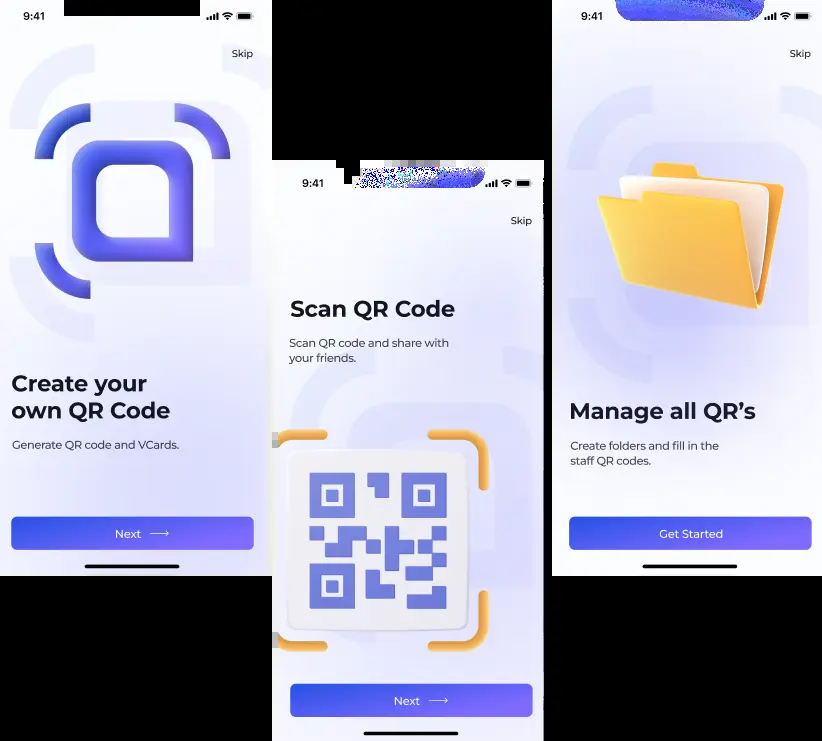 9:41
Skip
Create your
own QR Code
Generate QR code and VCards.
Next
9:41
Skip
Scan QR Code
Scan QR code and share with
your friends.
Next
9:41
Skip
Manage all QR’s
Create folders and fill in the
staff QR codes.
Get Started